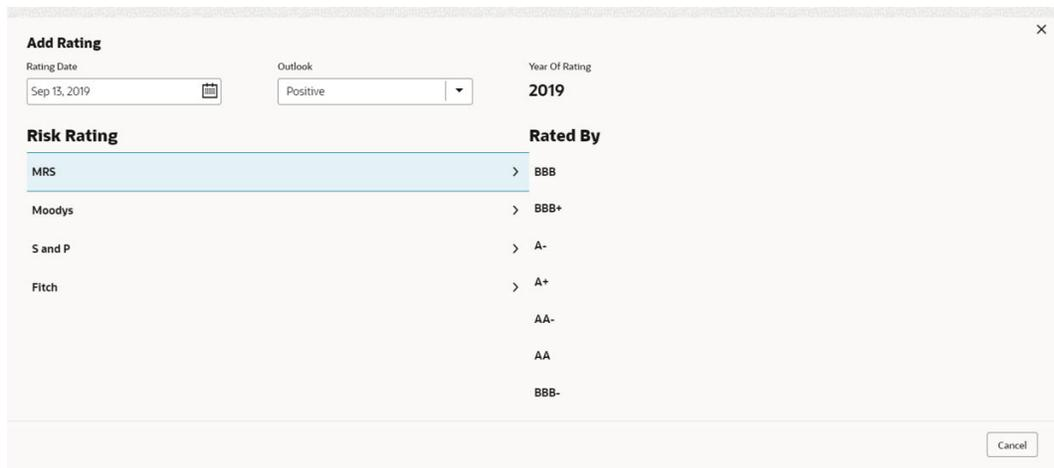 Add Rating
Rating Date
Outlook
Year Of Rating
Sep 13, 2019
Positive
2019
Risk Rating
Rated By
MRS
BBB
Moodys
BBB+
S and P
A-
Fitch
A+
AA-
AA
BBB-
Cancel